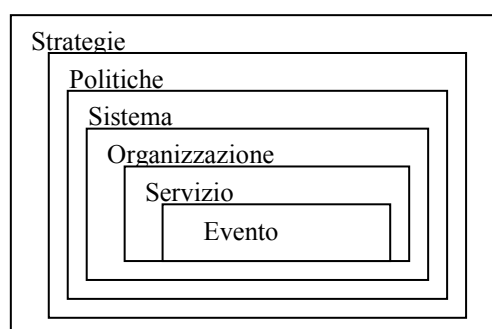 Strategie
Politiche
Sistema
Organizzazione
Servizio
Evento